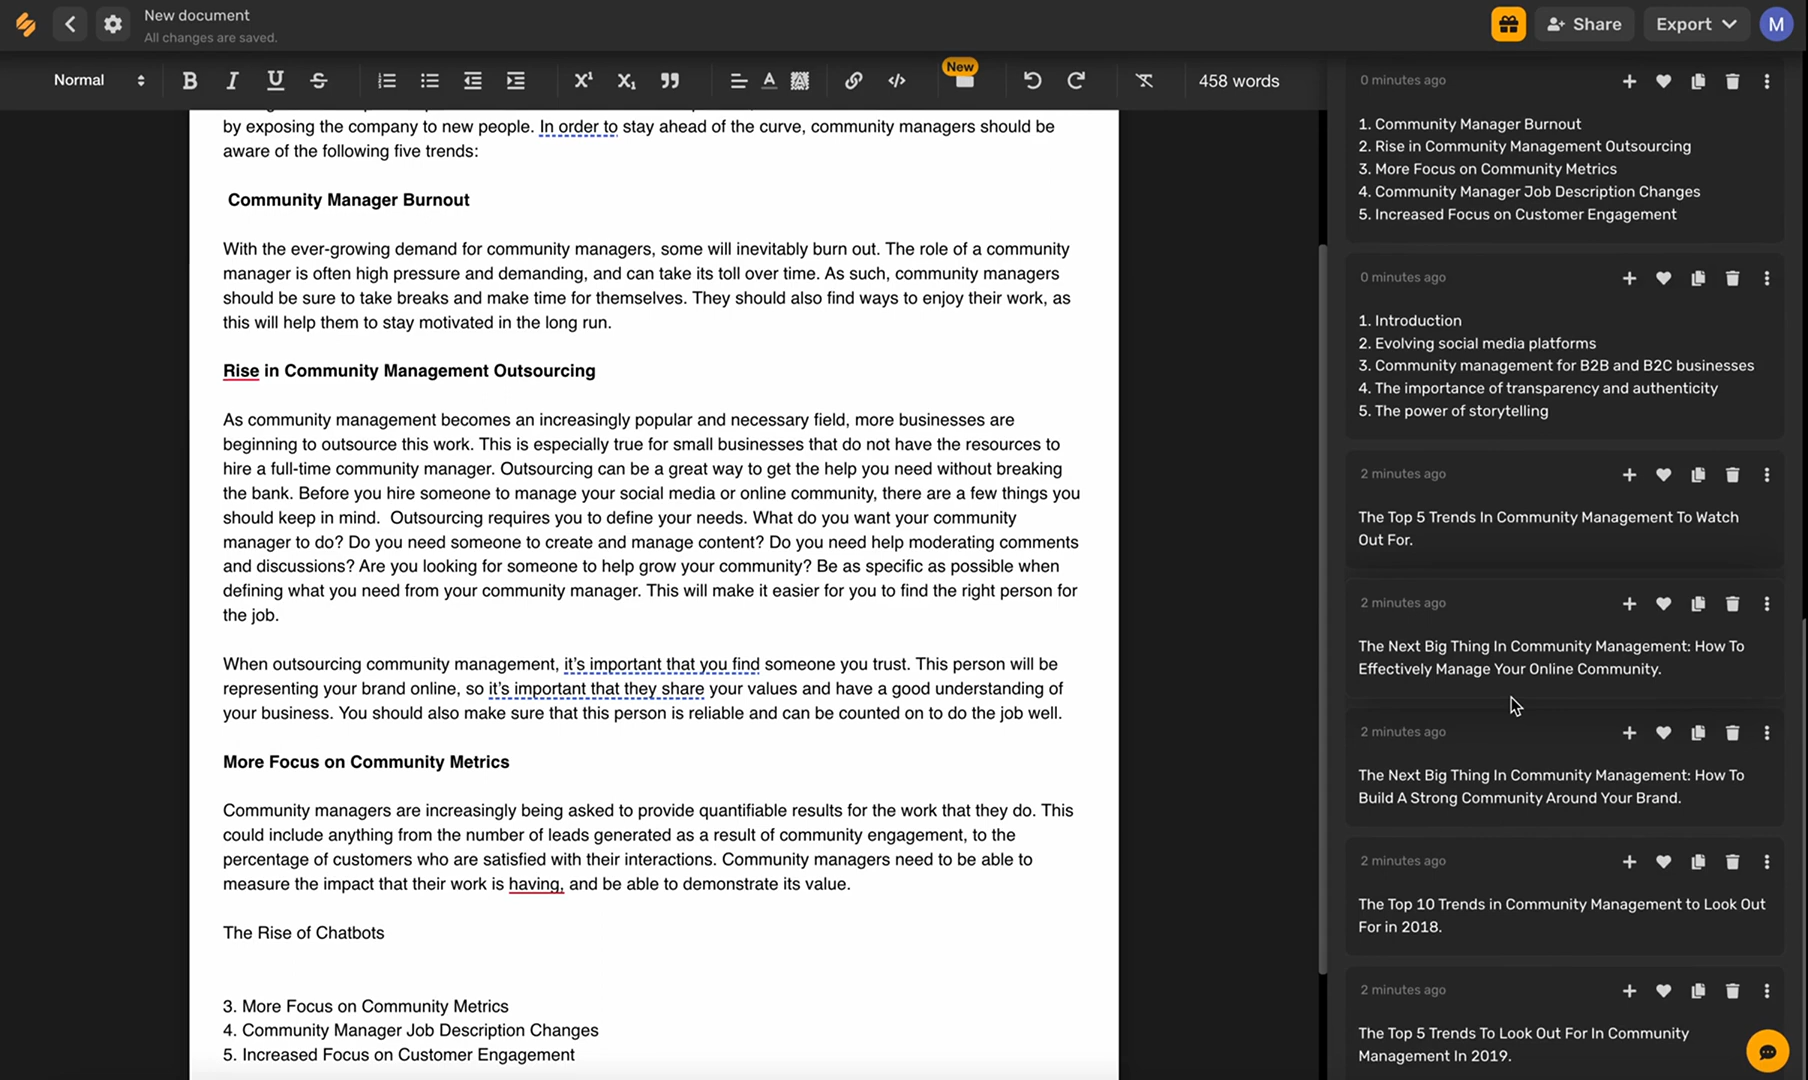 New document
All changes are saved.
Share
Export
M
Normal
B
I
U
S
X¹
X₁
A
New
458 words
by exposing the company to new people. In order to stay ahead of the curve, community managers should be
aware of the following five trends:
Community Manager Burnout
With the ever-growing demand for community managers, some will inevitably burn out. The role of a community
manager is often high pressure and demanding, and can take its toll over time. As such, community managers
should be sure to take breaks and make time for themselves. They should also find ways to enjoy their work, as
this will help them to stay motivated in the long run.
Rise in Community Management Outsourcing
As community management becomes an increasingly popular and necessary field, more businesses are
beginning to outsource this work. This is especially true for small businesses that do not have the resources to
hire a full-time community manager. Outsourcing can be a great way to get the help you need without breaking
the bank. Before you hire someone to manage your social media or online community, there are a few things you
should keep in mind.  Outsourcing requires you to define your needs. What do you want your community
manager to do? Do you need someone to create and manage content? Do you need help moderating comments
and discussions? Are you looking for someone to help grow your community? Be as specific as possible when
defining what you need from your community manager. This will make it easier for you to find the right person for
the job.
When outsourcing community management, it's important that you find someone you trust. This person will be
representing your brand online, so it's important that they share your values and have a good understanding of
your business. You should also make sure that this person is reliable and can be counted on to do the job well.
More Focus on Community Metrics
Community managers are increasingly being asked to provide quantifiable results for the work that they do. This
could include anything from the number of leads generated as a result of community engagement, to the
percentage of customers who are satisfied with their interactions. Community managers need to be able to
measure the impact that their work is having, and be able to demonstrate its value.
The Rise of Chatbots
3. More Focus on Community Metrics
4. Community Manager Job Description Changes
5. Increased Focus on Customer Engagement
0 minutes ago
1. Community Manager Burnout
2. Rise in Community Management Outsourcing
3. More Focus on Community Metrics
4. Community Manager Job Description Changes
5. Increased Focus on Customer Engagement
0 minutes ago
1. Introduction
2. Evolving social media platforms
3. Community management for B2B and B2C businesses
4. The importance of transparency and authenticity
5. The power of storytelling
2 minutes ago
The Top 5 Trends In Community Management To Watch
Out For.
2 minutes ago
The Next Big Thing In Community Management: How To
Effectively Manage Your Online Community.
2 minutes ago
The Next Big Thing In Community Management: How To
Build A Strong Community Around Your Brand.
2 minutes ago
The Top 10 Trends in Community Management to Look Out
For in 2018.
2 minutes ago
The Top 5 Trends To Look Out For In Community
Management In 2019.